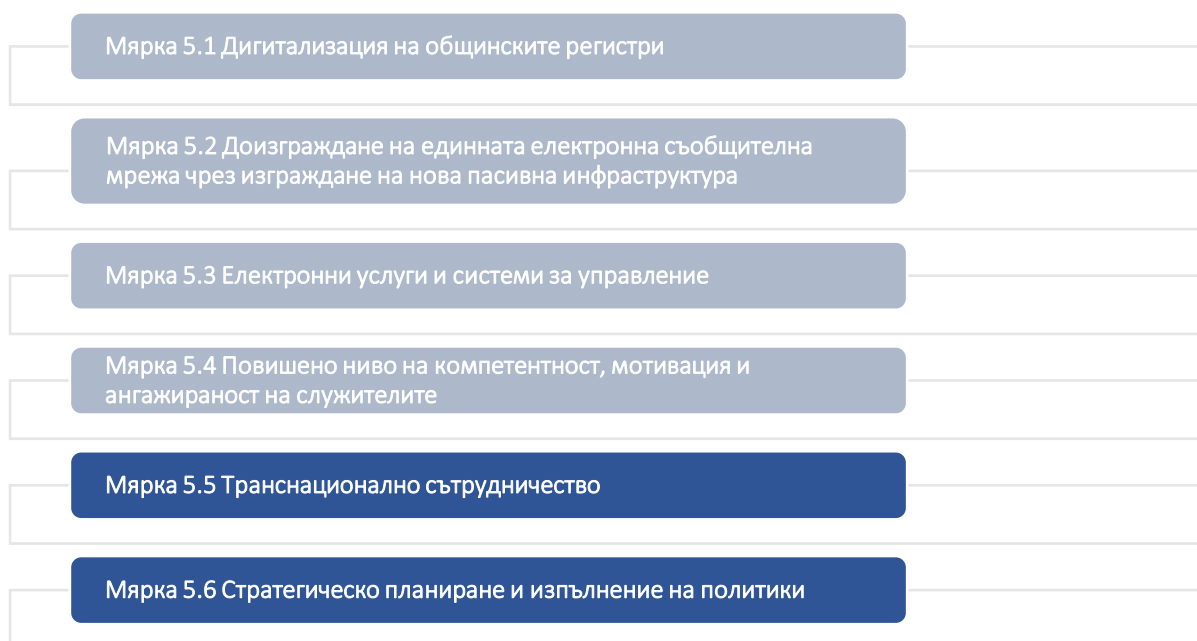 Мярка 5.1 Дигитализация на общинските регистри
Мярка 5.2 Доизграждане на единната електронна съобщителна
мрежа чрез изграждане на нова пасивна инфраструктура
Мярка 5.3 Електронни услуги и системи за управление
Мярка 5.4 Повишено ниво на компетентност, мотивация и
ангажираност на служителите
Мярка 5.5 Транснационално сътрудничество
Мярка 5.6 Стратегическо планиране и изпълнение на политики